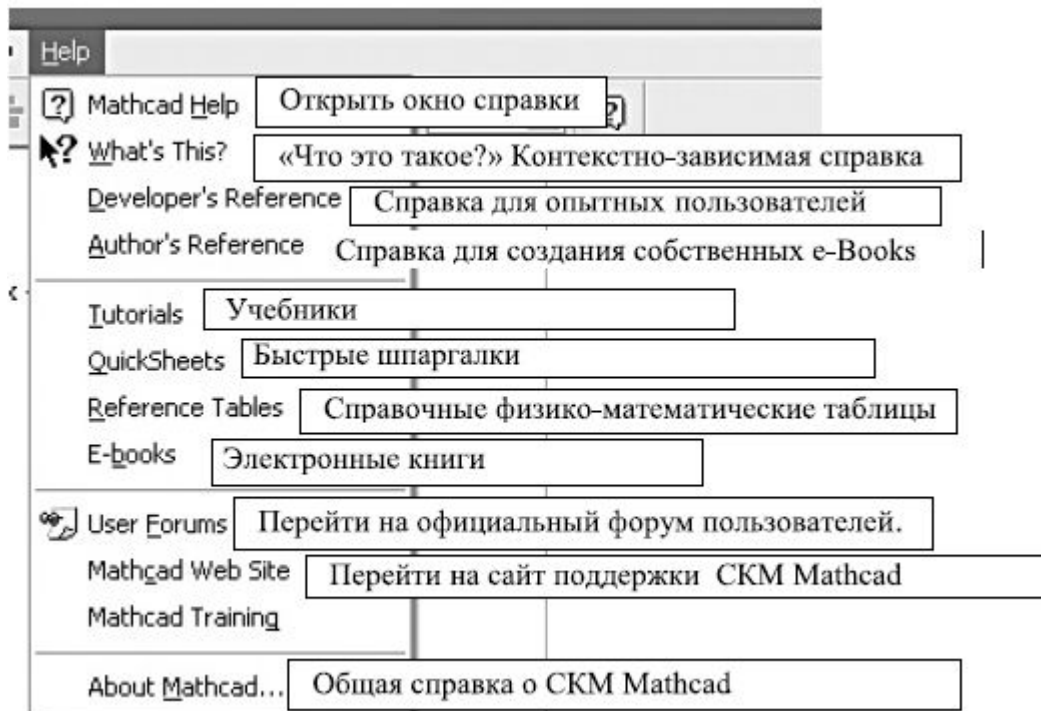 Help
Mathcad Help Открыть окно справки
What's This? «Что это такое?» Контекстно-зависимая справка
Developer's Reference Справка для опытных пользователей
Author's Reference Справка для создания собственных e-Books
Tutorials Учебники
QuickSheets Быстрые шпаргалки
Reference Tables Справочные физико-математические таблицы
E-books Электронные книги
User Forums Перейти на официальный форум пользователей.
Mathcad Web Site Перейти на сайт поддержки СКМ Mathcad
Mathcad Training
About Mathcad... Общая справка о СКМ Mathcad